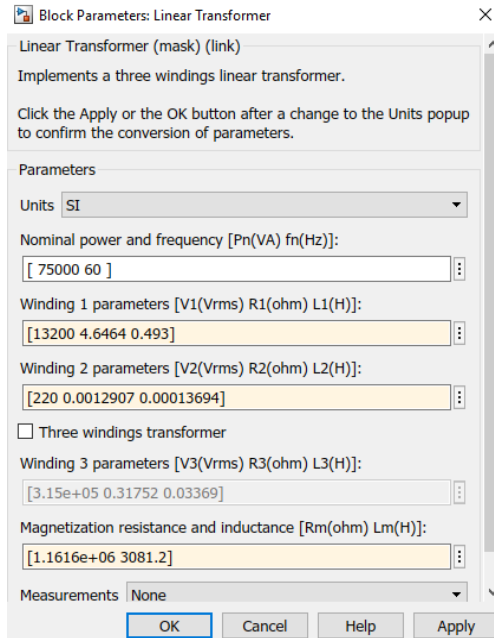 Block Parameters: Linear Transformer
Linear Transformer (mask) (link)
Implements a three windings linear transformer.
Click the Apply or the OK button after a change to the Units popup
to confirm the conversion of parameters.
Parameters
Units SI
Nominal power and frequency [Pn(VA) fn(Hz)]:
[ 75000 60 ]
Winding 1 parameters [V1(Vrms) R1(ohm) L1(H)]:
[13200 4.6464 0.493]
Winding 2 parameters [V2(Vrms) R2(ohm) L2(H)]:
[220 0.0012907 0.00013694]
Three windings transformer
Winding 3 parameters [V3(Vrms) R3(ohm) L3(H)]:
[3.15e+05 0.31752 0.03369]
Magnetization resistance and inductance [Rm(ohm) Lm(H)]:
[1.1616e+06 3081.2]
Measurements None
OK Cancel Help Apply